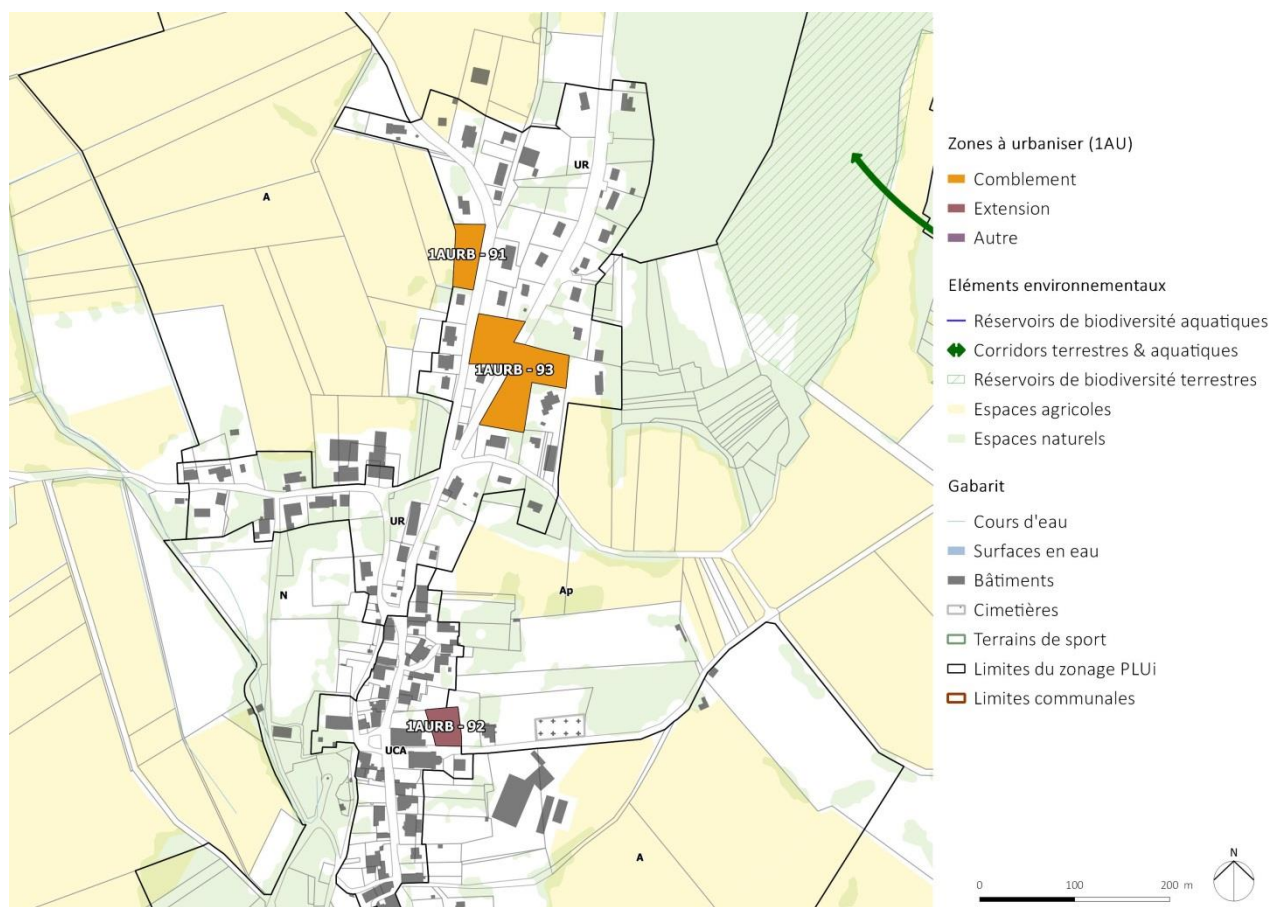 UR
A
1AURB - 91
1AURB - 93
UR
N
Ap
1AURB - 92
UCA
A
Zones à urbaniser (1AU)
Comblement
Extension
Autre
Eléments environnementaux
Réservoirs de biodiversité aquatiques
Corridors terrestres & aquatiques
Réservoirs de biodiversité terrestres
Espaces agricoles
Espaces naturels
Gabarit
Cours d'eau
Surfaces en eau
Bâtiments
Cimetières
Terrains de sport
Limites du zonage PLUi
Limites communales
N
0 100 200 m